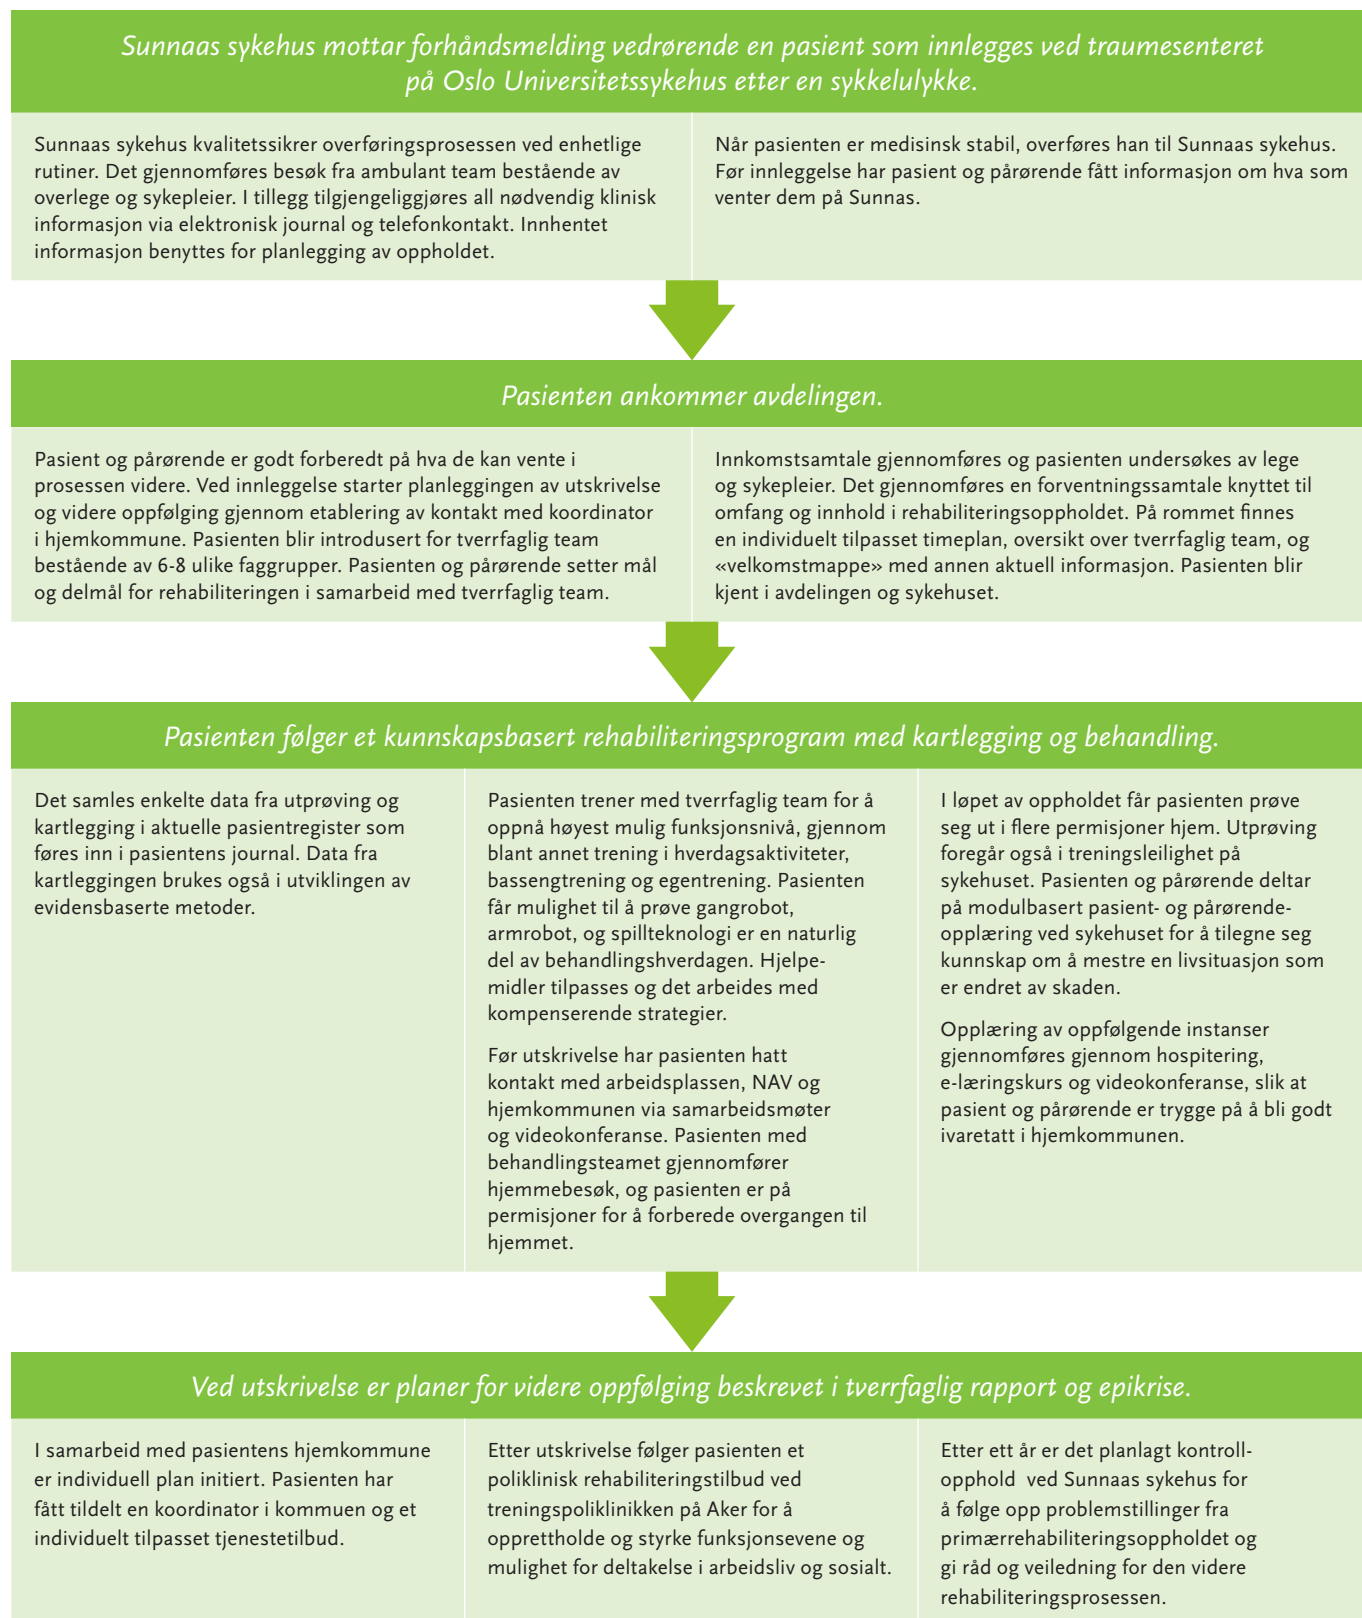 Sunnaas sykehus mottar forhåndsmelding vedrørende en pasient som innlegges ved traumesenteret
på Oslo Universitetssykehus etter en sykkelulykke.
Sunnaas sykehus kvalitetssikrer overføringsprosessen ved enhetlige
rutiner. Det gjennomføres besøk fra ambulant team bestående av
overlege og sykepleier. I tillegg tilgjengeliggjøres all nødvendig klinisk
informasjon via elektronisk journal og telefonkontakt. Innhentet
informasjon benyttes for planlegging av oppholdet.
Når pasienten er medisinsk stabil, overføres han til Sunnaas sykehus.
Før innleggelse har pasient og pårørende fått informasjon om hva som
venter dem på Sunnas.
Pasienten ankommer avdelingen.
Pasient og pårørende er godt forberedt på hva de kan vente i
prosessen videre. Ved innleggelse starter planleggingen av utskrivelse
og videre oppfølging gjennom etablering av kontakt med koordinator
i hjemkommune. Pasienten blir introdusert for tverrfaglig team
bestående av 6-8 ulike faggrupper. Pasienten og pårørende setter mål
og delmål for rehabiliteringen i samarbeid med tverrfaglig team.
Innkomstsamtale gjennomføres og pasienten undersøkes av lege
og sykepleier. Det gjennomføres en forventningssamtale knyttet til
omfang og innhold i rehabiliteringsoppholdet. På rommet finnes
en individuelt tilpasset timeplan, oversikt over tverrfaglig team, og
«velkomstmappe» med annen aktuell informasjon. Pasienten blir
kjent i avdelingen og sykehuset.
Pasienten følger et kunnskapsbasert rehabiliteringsprogram med kartlegging og behandling.
Det samles enkelte data fra utprøving og
kartlegging i aktuelle pasientregister som
føres inn i pasientens journal. Data fra
kartleggingen brukes også i utviklingen av
evidensbaserte metoder.
Pasienten trener med tverrfaglig team for å
oppnå høyest mulig funksjonsnivå, gjennom
blant annet trening i hverdagsaktiviteter,
bassengtrening og egentrening. Pasienten
får mulighet til å prøve gangrobot,
armrobot, og spillteknologi er en naturlig
del av behandlingshverdagen. Hjelpe-
midler tilpasses og det arbeides med
kompenserende strategier.
Før utskrivelse har pasienten hatt
kontakt med arbeidsplassen, NAV og
hjemkommunen via samarbeidsmøter
og videokonferanse. Pasienten med
behandlingsteamet gjennomfører
hjemmebesøk, og pasienten er på
permisjoner for å forberede overgangen til
hjemmet.
I løpet av oppholdet får pasienten prøve
seg ut i flere permisjoner hjem. Utprøving
foregår også i treningsleilighet på
sykehuset. Pasienten og pårørende deltar
på modulbasert pasient- og pårørende-
opplæring ved sykehuset for å tilegne seg
kunnskap om å mestre en livsituasjon som
er endret av skaden.
Opplæring av oppfølgende instanser
gjennomføres gjennom hospitering,
e-læringskurs og videokonferanse, slik at
pasient og pårørende er trygge på å bli godt
ivaretatt i hjemkommunen.
Ved utskrivelse er planer for videre oppfølging beskrevet i tverrfaglig rapport og epikrise.
I samarbeid med pasientens hjemkommune
er individuell plan initiert. Pasienten har
fått tildelt en koordinator i kommuen og et
individuelt tilpasset tjenestetilbud.
Etter utskrivelse følger pasienten et
poliklinisk rehabiliteringstilbud ved
treningspoliklinikken på Aker for å
opprettholde og styrke funksjonsevene og
mulighet for deltakelse i arbeidsliv og sosialt.
Etter ett år er det planlagt kontroll-
opphold ved Sunnaas sykehus for
å følge opp problemstillinger fra
primærrehabiliteringsoppholdet og
gi råd og veiledning for den videre
rehabiliteringsprosessen.